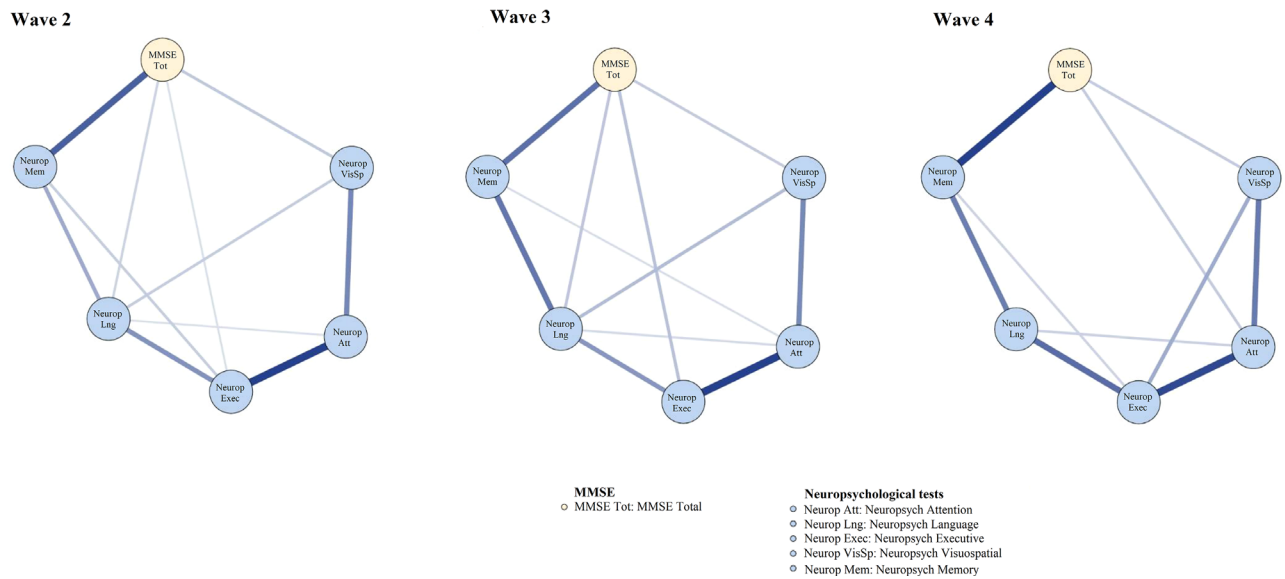 Wave 2
Wave 3
Wave 4
MMSE
Tot
Neurop
Mem
Neurop
VisSp
Neurop
Lng
Neurop
Att
Neurop
Exec
MMSE
Tot
Neurop
Mem
Neurop
VisSp
Neurop
Lng
Neurop
Att
Neurop
Exec
MMSE
Tot
Neurop
Mem
Neurop
VisSp
Neurop
Lng
Neurop
Att
Neurop
Exec
MMSE
MMSE Tot: MMSE Total
Neuropsychological tests
Neurop Att: Neuropsych Attention
Neurop Lng: Neuropsych Language
Neurop Exec: Neuropsych Executive
Neurop VisSp: Neuropsych Visuospatial
Neurop Mem: Neuropsych Memory